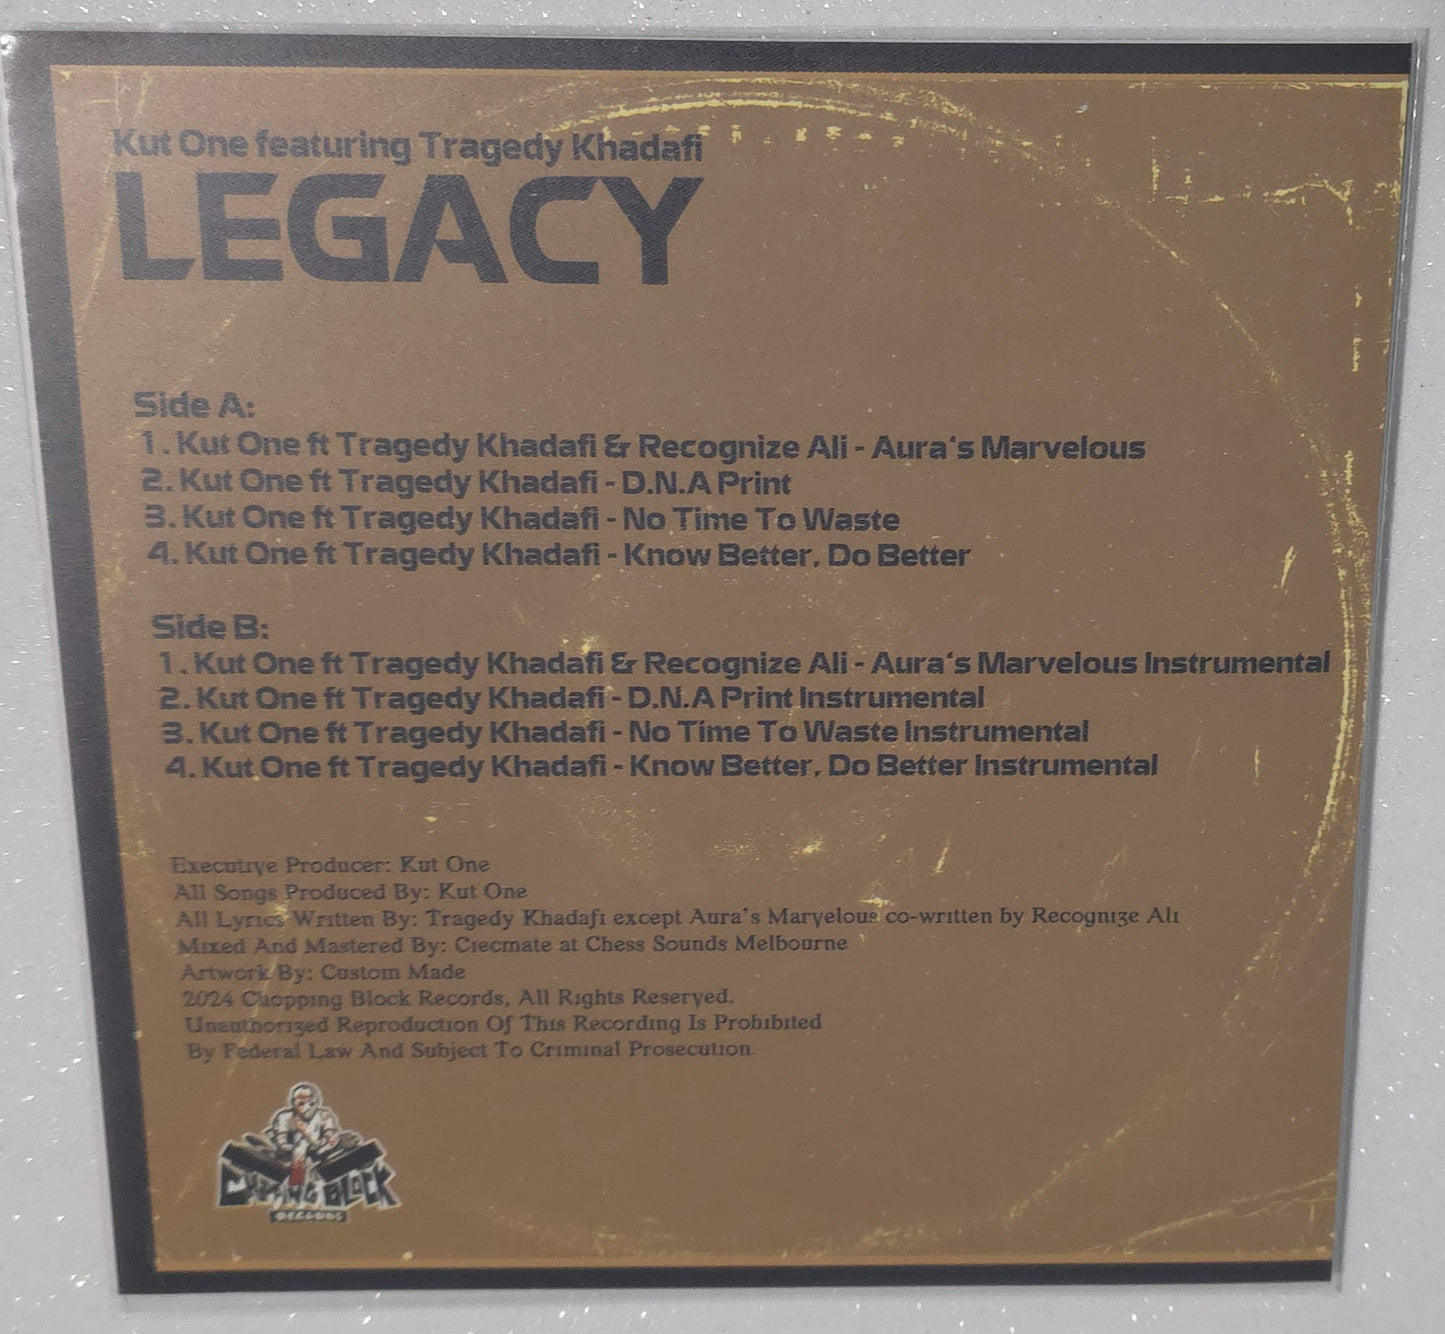 Kut One featuring Tragedy Khadafi
LEGACY
Side A:
1. Kut One ft Tragedy Khadafi & Recognize Ali - Aura's Marvelous
2. Kut One ft Tragedy Khadafi - D.N.A Print
3. Kut One ft Tragedy Khadafi - No Time To Waste
4. Kut One ft Tragedy Khadafi - Know Better, Do Better
Side B:
1. Kut One ft Tragedy Khadafi & Recognize Ali - Aura's Marvelous Instrumental
2. Kut One ft Tragedy Khadafi - D.N.A Print Instrumental
3. Kut One ft Tragedy Khadafi - No Time To Waste Instrumental
4. Kut One ft Tragedy Khadafi - Know Better, Do Better Instrumental
Executive Producer: Kut One
All Songs Produced By: Kut One
All Lyrics Written By: Tragedy Khadafi except Aura's Marvelous co-written by Recognize Ali
Mixed And Mastered By: Ciecmate at Chess Sounds Melbourne
Artwork By: Custom Made
2024 Chopping Block Records, All Rights Reserved.
Unauthorized Reproduction Of This Recording Is Prohibited
By Federal Law And Subject To Criminal Prosecution.
CHOPPING BLOCK
RECORDS